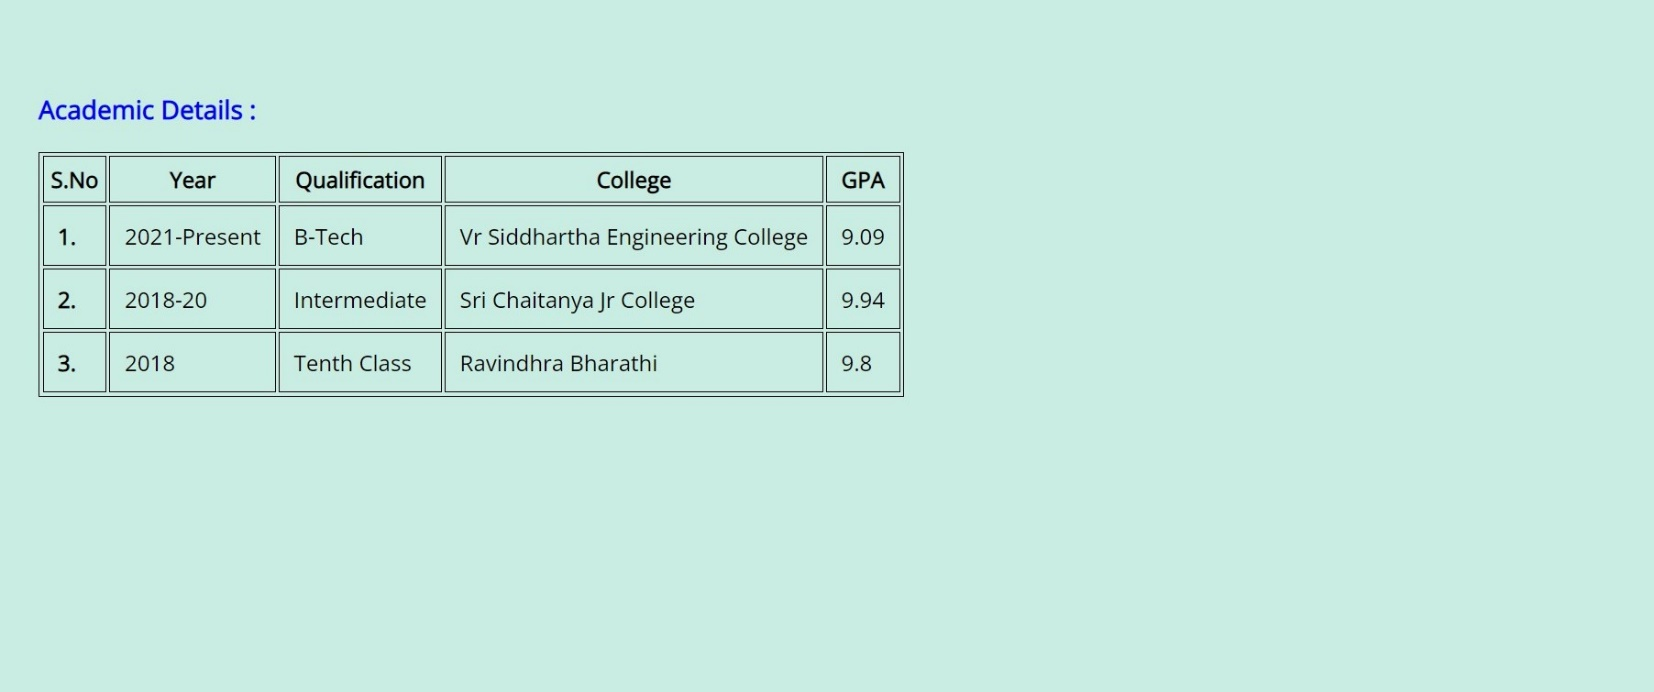 Academic Details :
S.No Year Qualification College GPA
1. 2021-Present B-Tech Vr Siddhartha Engineering College 9.09
2. 2018-20 Intermediate Sri Chaitanya Jr College 9.94
3. 2018 Tenth Class Ravindhra Bharathi 9.8